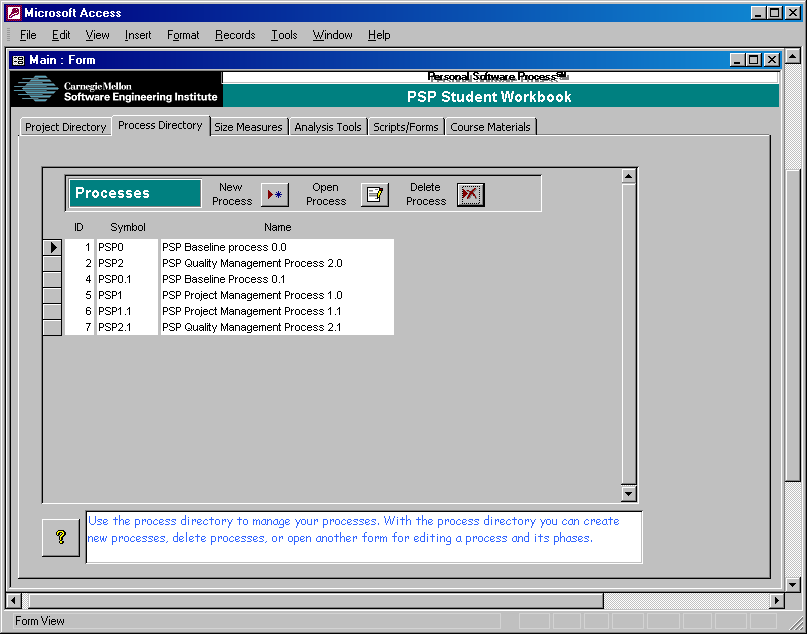 Microsoft Access
File Edit View Insert Format Records Tools Window Help
Main : Form
Personal Software Process℠
CarnegieMellon
Software Engineering Institute
PSP Student Workbook
Project Directory Process Directory Size Measures Analysis Tools Scripts/Forms Course Materials
Processes
New
Process
Open
Process
Delete
Process
ID Symbol Name
1 PSP0 PSP Baseline process 0.0
2 PSP2 PSP Quality Management Process 2.0
4 PSP0.1 PSP Baseline Process 0.1
5 PSP1 PSP Project Management Process 1.0
6 PSP1.1 PSP Project Management Process 1.1
7 PSP2.1 PSP Quality Management Process 2.1
?
Use the process directory to manage your processes. With the process directory you can create
new processes, delete processes, or open another form for editing a process and its phases.
Form View